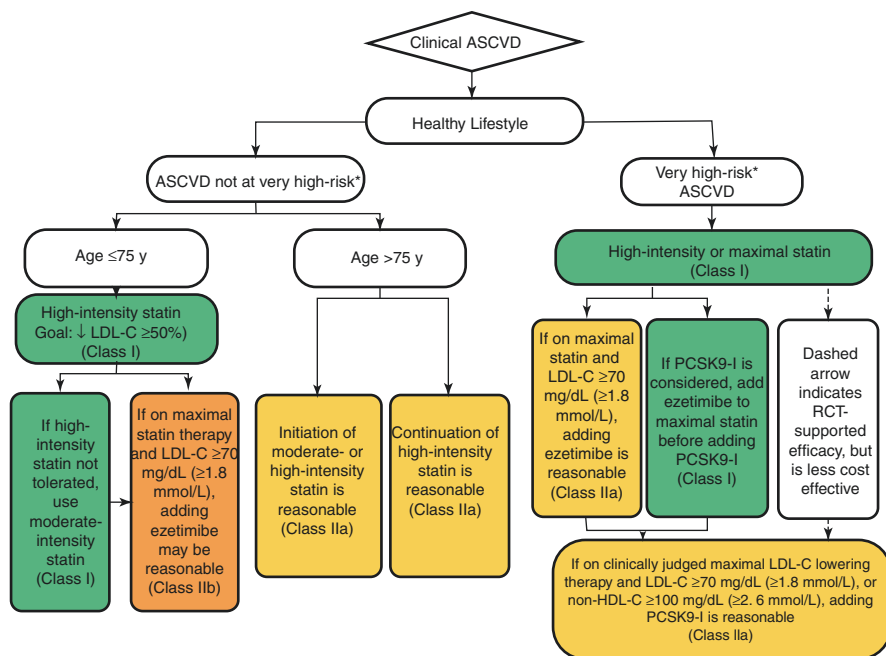 Clinical ASCVD
Healthy Lifestyle
ASCVD not at very high-risk*
Very high-risk*
ASCVD
Age ≤75 y
Age >75 y
High-intensity or maximal statin
(Class I)
High-intensity statin
Goal: ↓ LDL-C ≥50%)
(Class I)
If high-
intensity
statin not
tolerated,
use
moderate-
intensity
statin
(Class I)
If on maximal
statin therapy
and LDL-C ≥70
mg/dL (≥1.8
mmol/L),
adding
ezetimibe
may be
reasonable
(Class IIb)
Initiation of
moderate- or
high-intensity
statin is
reasonable
(Class IIa)
Continuation of
high-intensity
statin is
reasonable
(Class IIa)
If on maximal
statin and
LDL-C ≥70
mg/dL (≥1.8
mmol/L),
adding
ezetimibe is
reasonable
(Class IIa)
If PCSK9-I is
considered, add
ezetimibe to
maximal statin
before adding
PCSK9-I
(Class I)
Dashed
arrow
indicates
RCT-
supported
efficacy, but
is less cost
effective
If on clinically judged maximal LDL-C lowering
therapy and LDL-C ≥70 mg/dL (≥1.8 mmol/L), or
non-HDL-C ≥100 mg/dL (≥2. 6 mmol/L), adding
PCSK9-I is reasonable
(Class IIa)